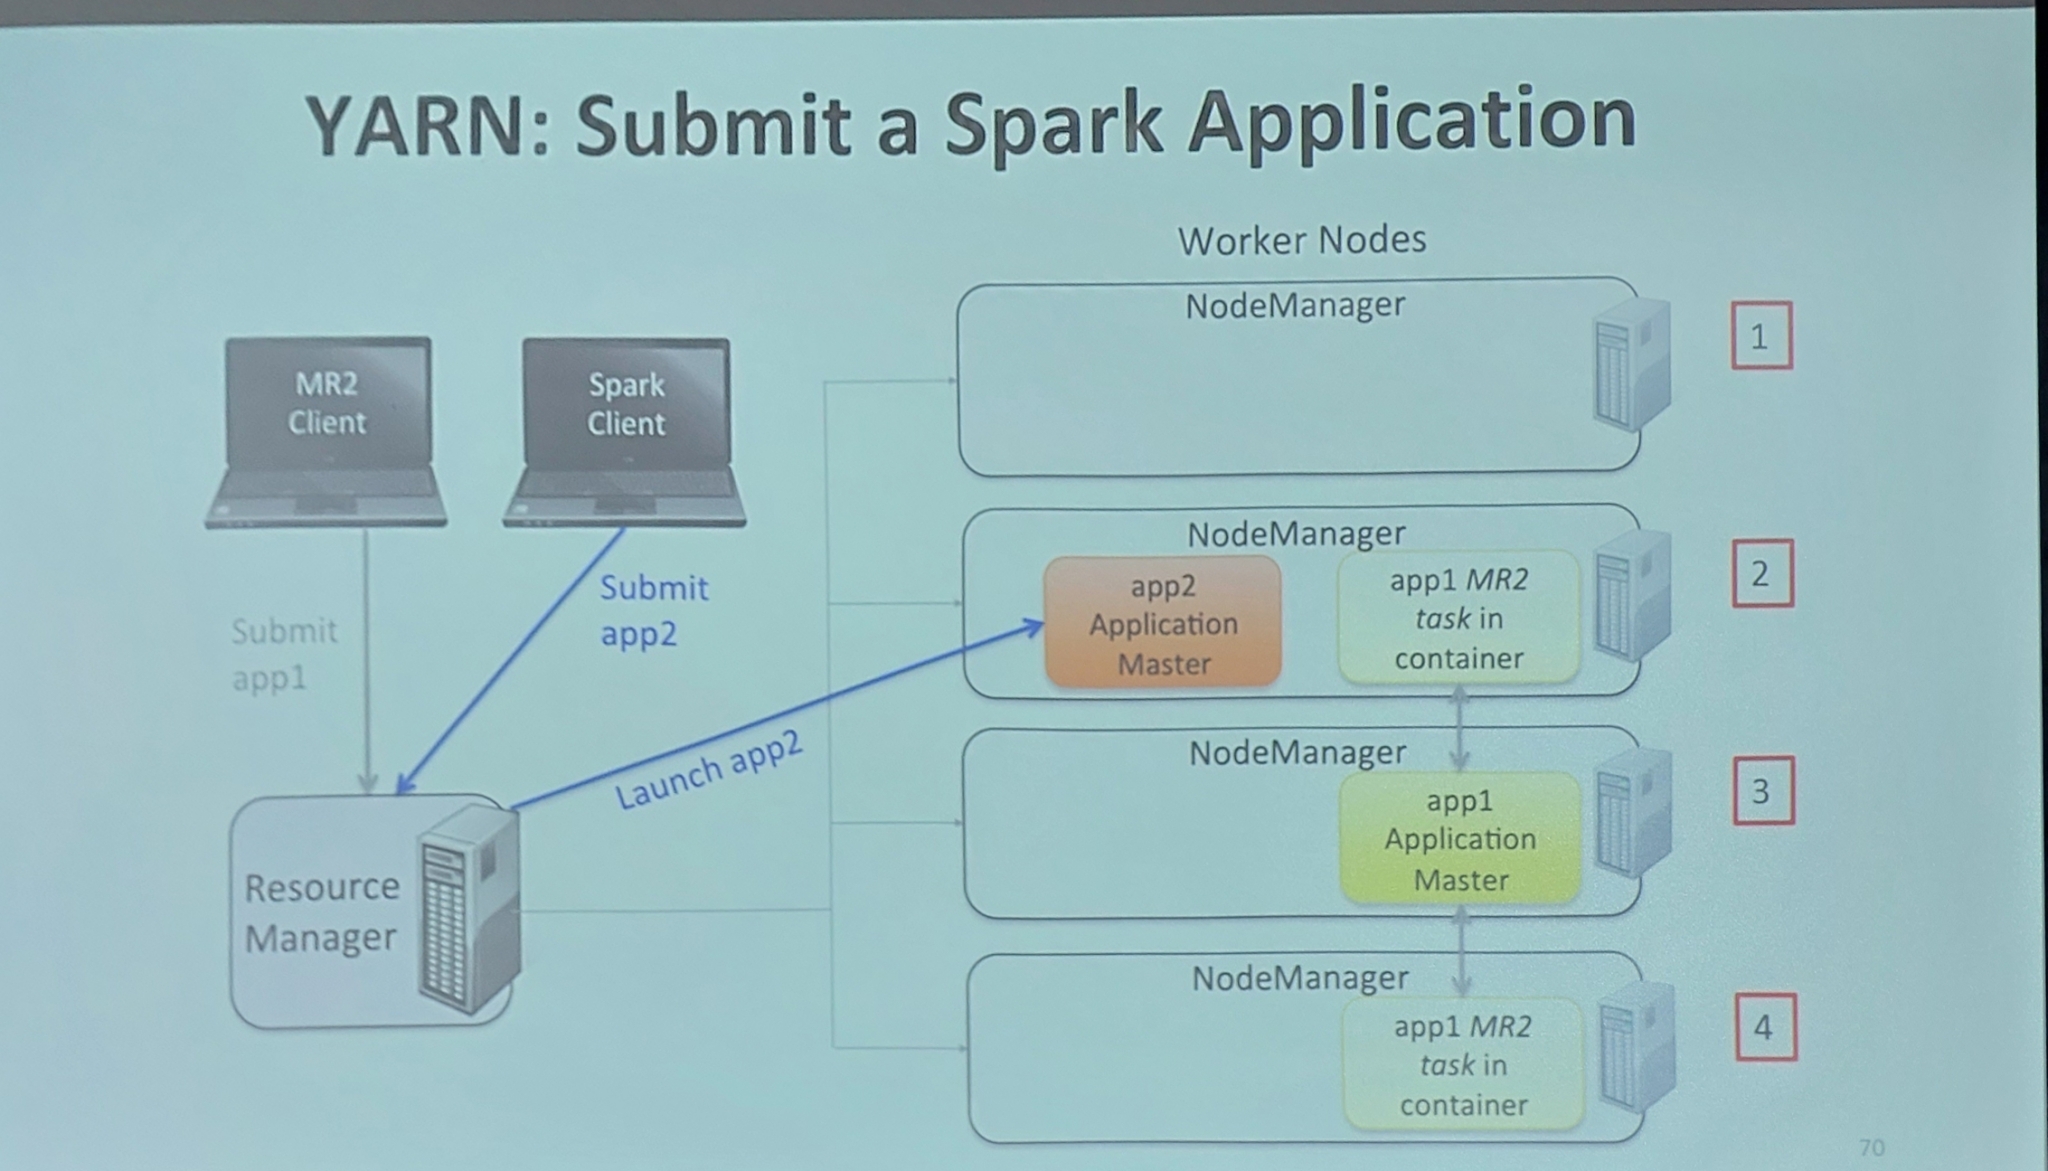 YARN: Submit a Spark Application
Worker Nodes
MR2
Client
Spark
Client
Submit
app1
Submit
app2
Launch app2
Resource
Manager
NodeManager
1
NodeManager
app2
Application
Master
app1 MR2
task in
container
2
NodeManager
app1
Application
Master
3
NodeManager
app1 MR2
task in
container
4
70